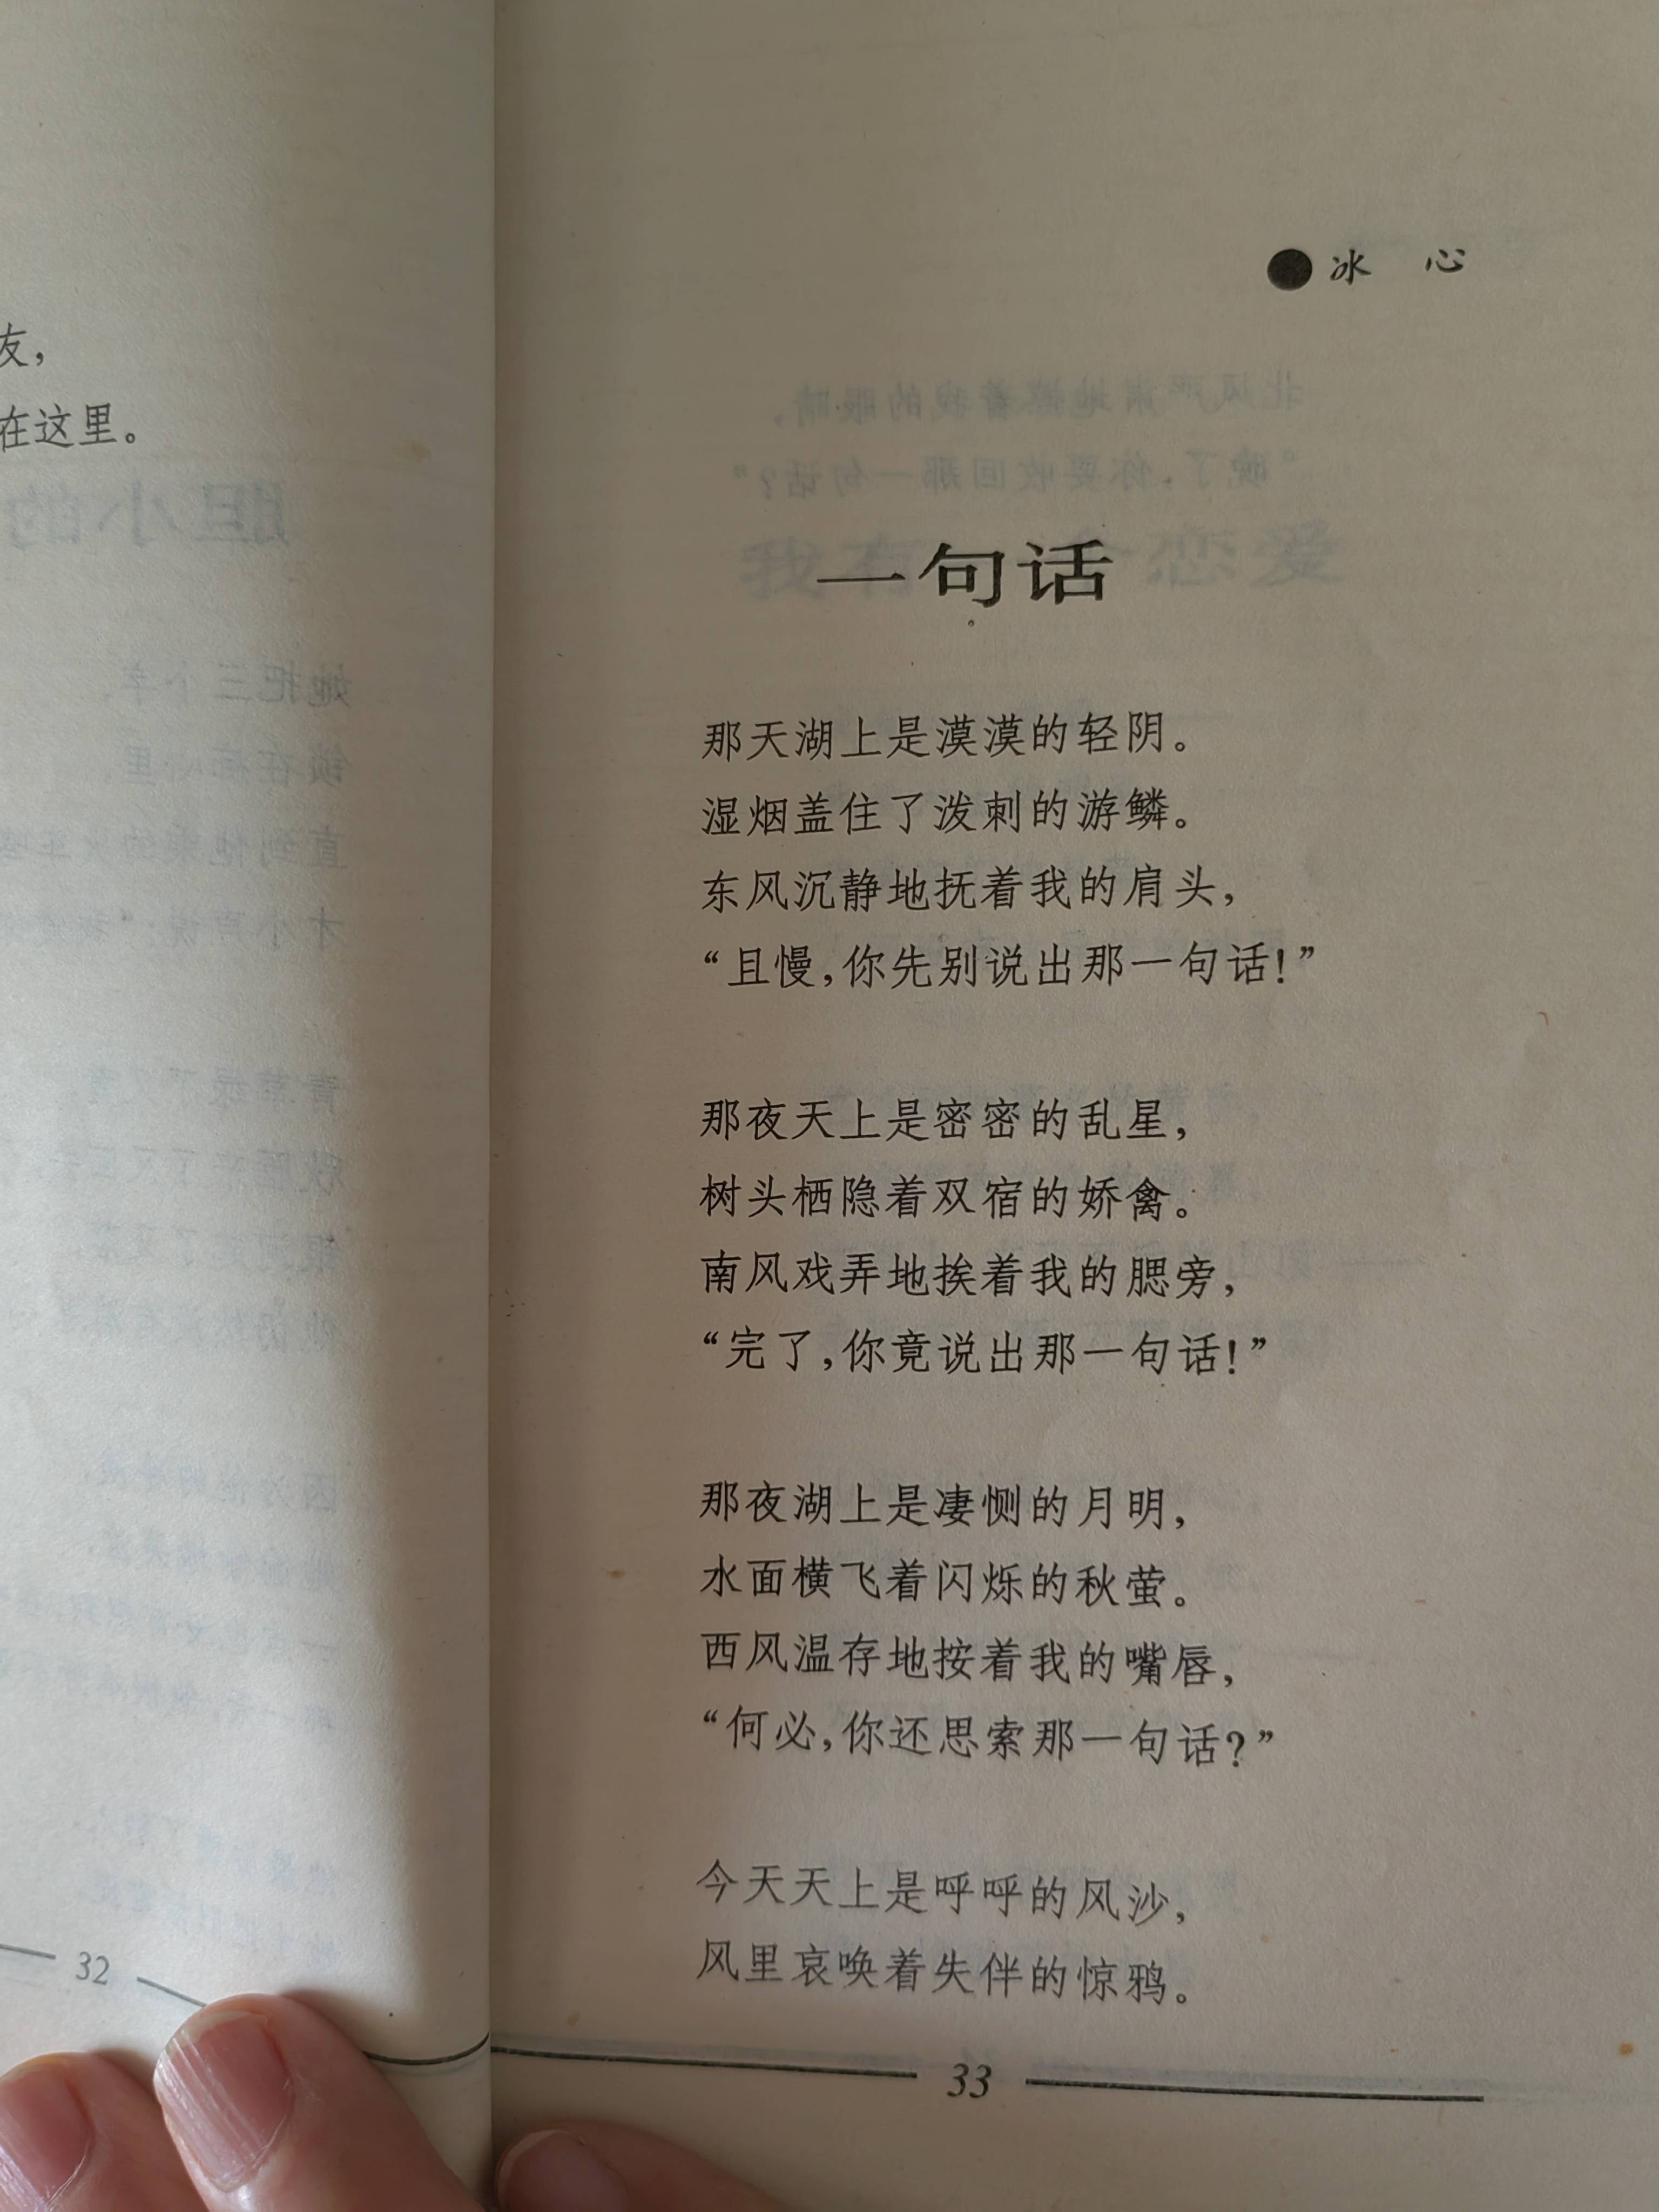 友，
在这里。
32
冰 心
一句话
那天湖上是漠漠的轻阴。
湿烟盖住了泼刺的游鳞。
东风沉静地抚着我的肩头，
“且慢，你先别说出那一句话！”
那夜天上是密密的乱星，
树头栖隐着双宿的娇禽。
南风戏弄地挨着我的腮旁，
“完了，你竟说出那一句话！”
那夜湖上是凄恻的月明，
水面横飞着闪烁的秋萤。
西风温存地按着我的嘴唇，
“何必，你还思索那一句话？”
今天天上是呼呼的风沙，
风里哀唤着失伴的惊鸦。
33